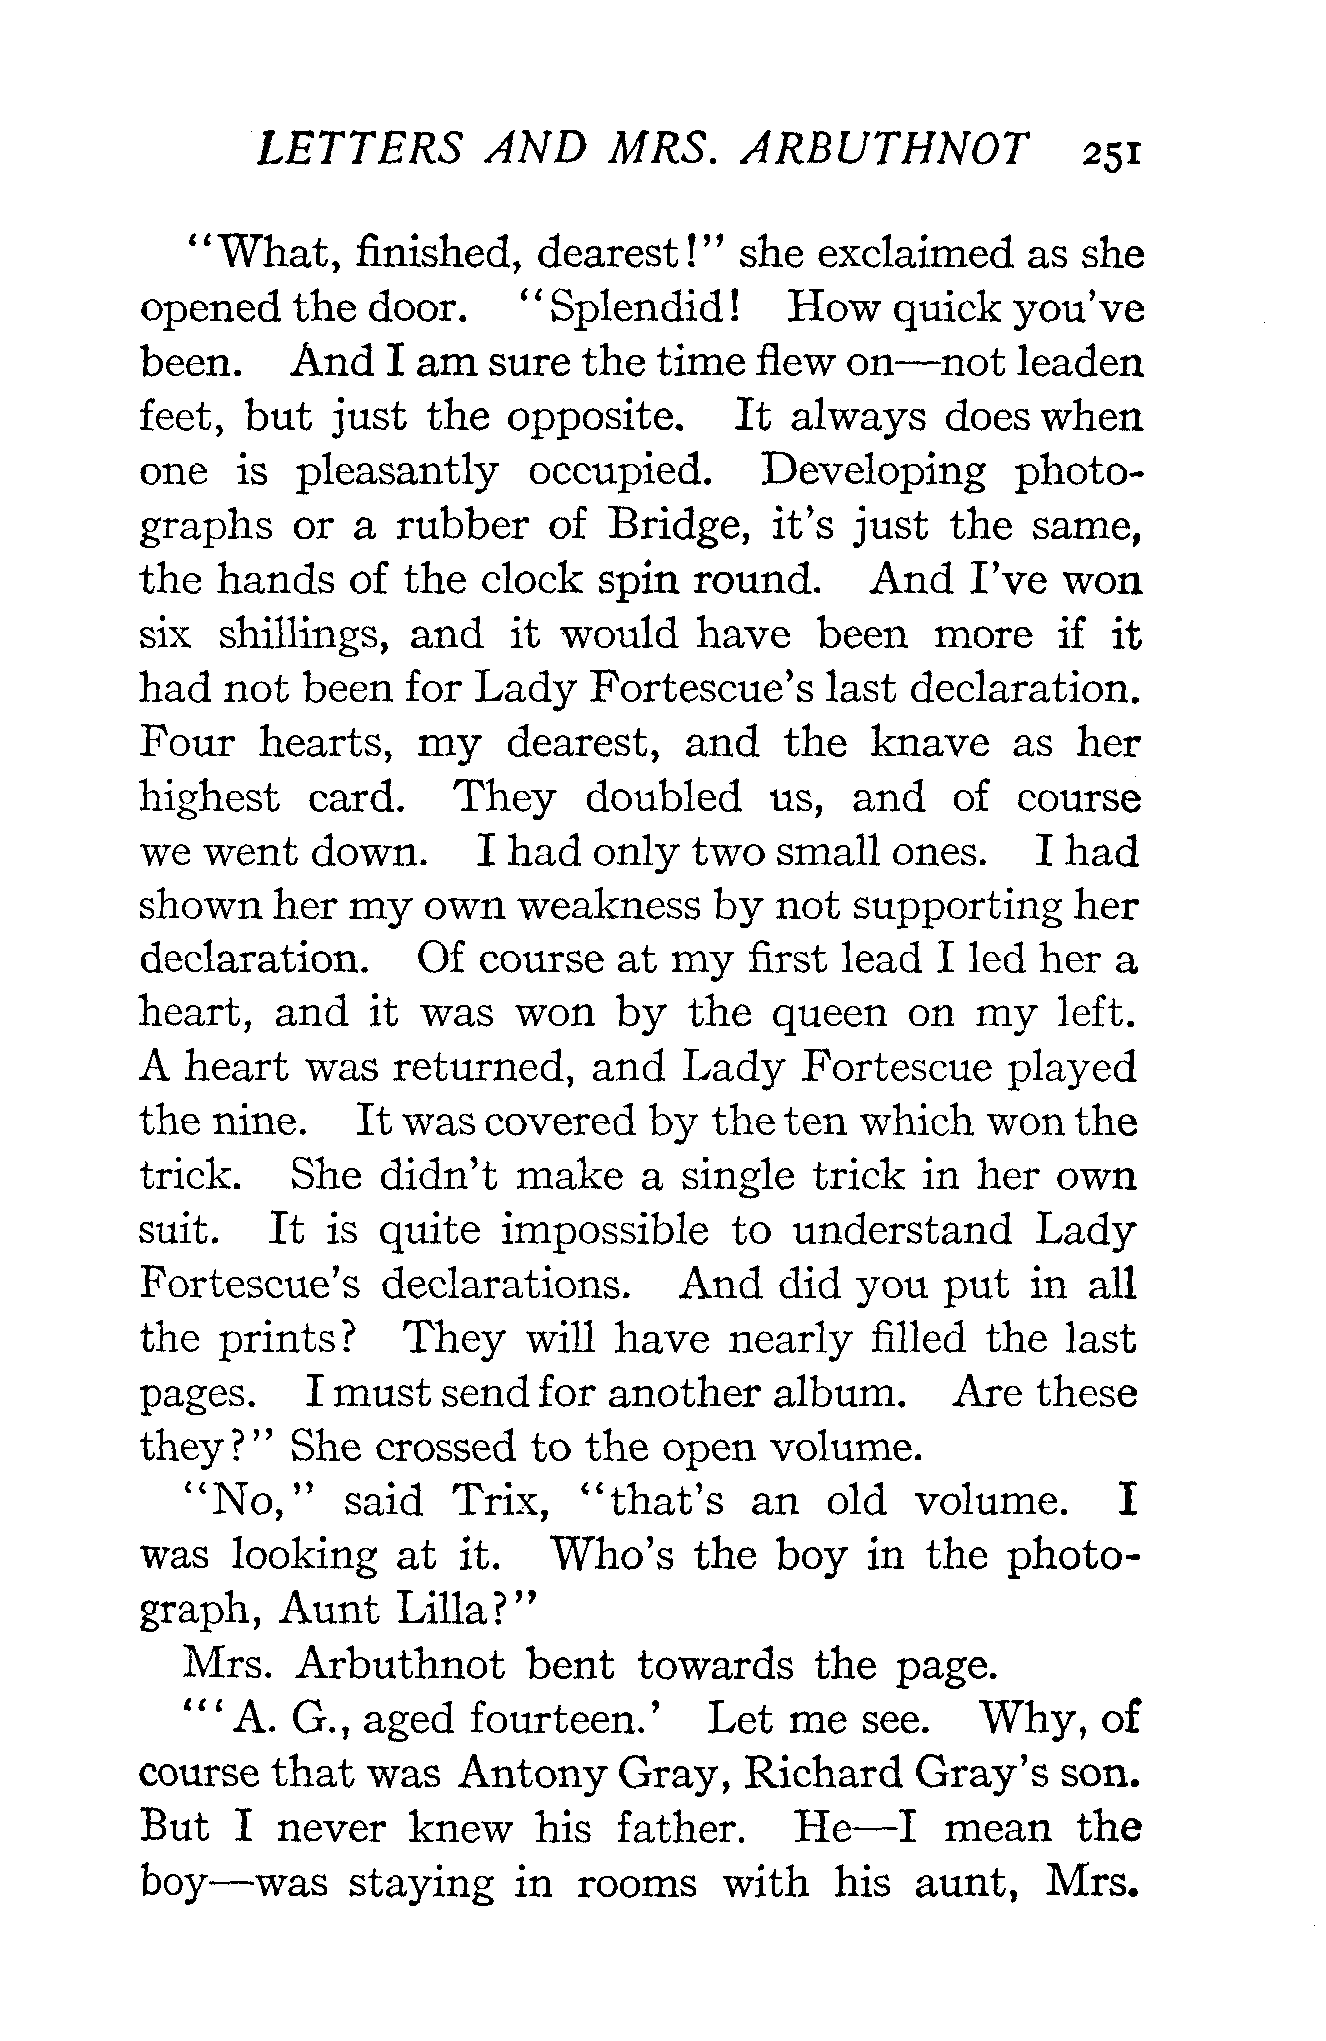 LETTERS AND MRS. ARBUTHNOT 251
“What, finished, dearest!” she exclaimed as she
opened the door. “Splendid! How quick you’ve
been. And I am sure the time flew on—not leaden
feet, but just the opposite. It always does when
one is pleasantly occupied. Developing photo-
graphs or a rubber of Bridge, it’s just the same,
the hands of the clock spin round. And I’ve won
six shillings, and it would have been more if it
had not been for Lady Fortescue’s last declaration.
Four hearts, my dearest, and the knave as her
highest card. They doubled us, and of course
we went down. I had only two small ones. I had
shown her my own weakness by not supporting her
declaration. Of course at my first lead I led her a
heart, and it was won by the queen on my left.
A heart was returned, and Lady Fortescue played
the nine. It was covered by the ten which won the
trick. She didn’t make a single trick in her own
suit. It is quite impossible to understand Lady
Fortescue’s declarations. And did you put in all
the prints? They will have nearly filled the last
pages. I must send for another album. Are these
they?” She crossed to the open volume.
“No,” said Trix, “that’s an old volume. I
was looking at it. Who’s the boy in the photo-
graph, Aunt Lilla?”
Mrs. Arbuthnot bent towards the page.
“‘A. G., aged fourteen.’ Let me see. Why, of
course that was Antony Gray, Richard Gray’s son.
But I never knew his father. He—I mean the
boy—was staying in rooms with his aunt, Mrs.